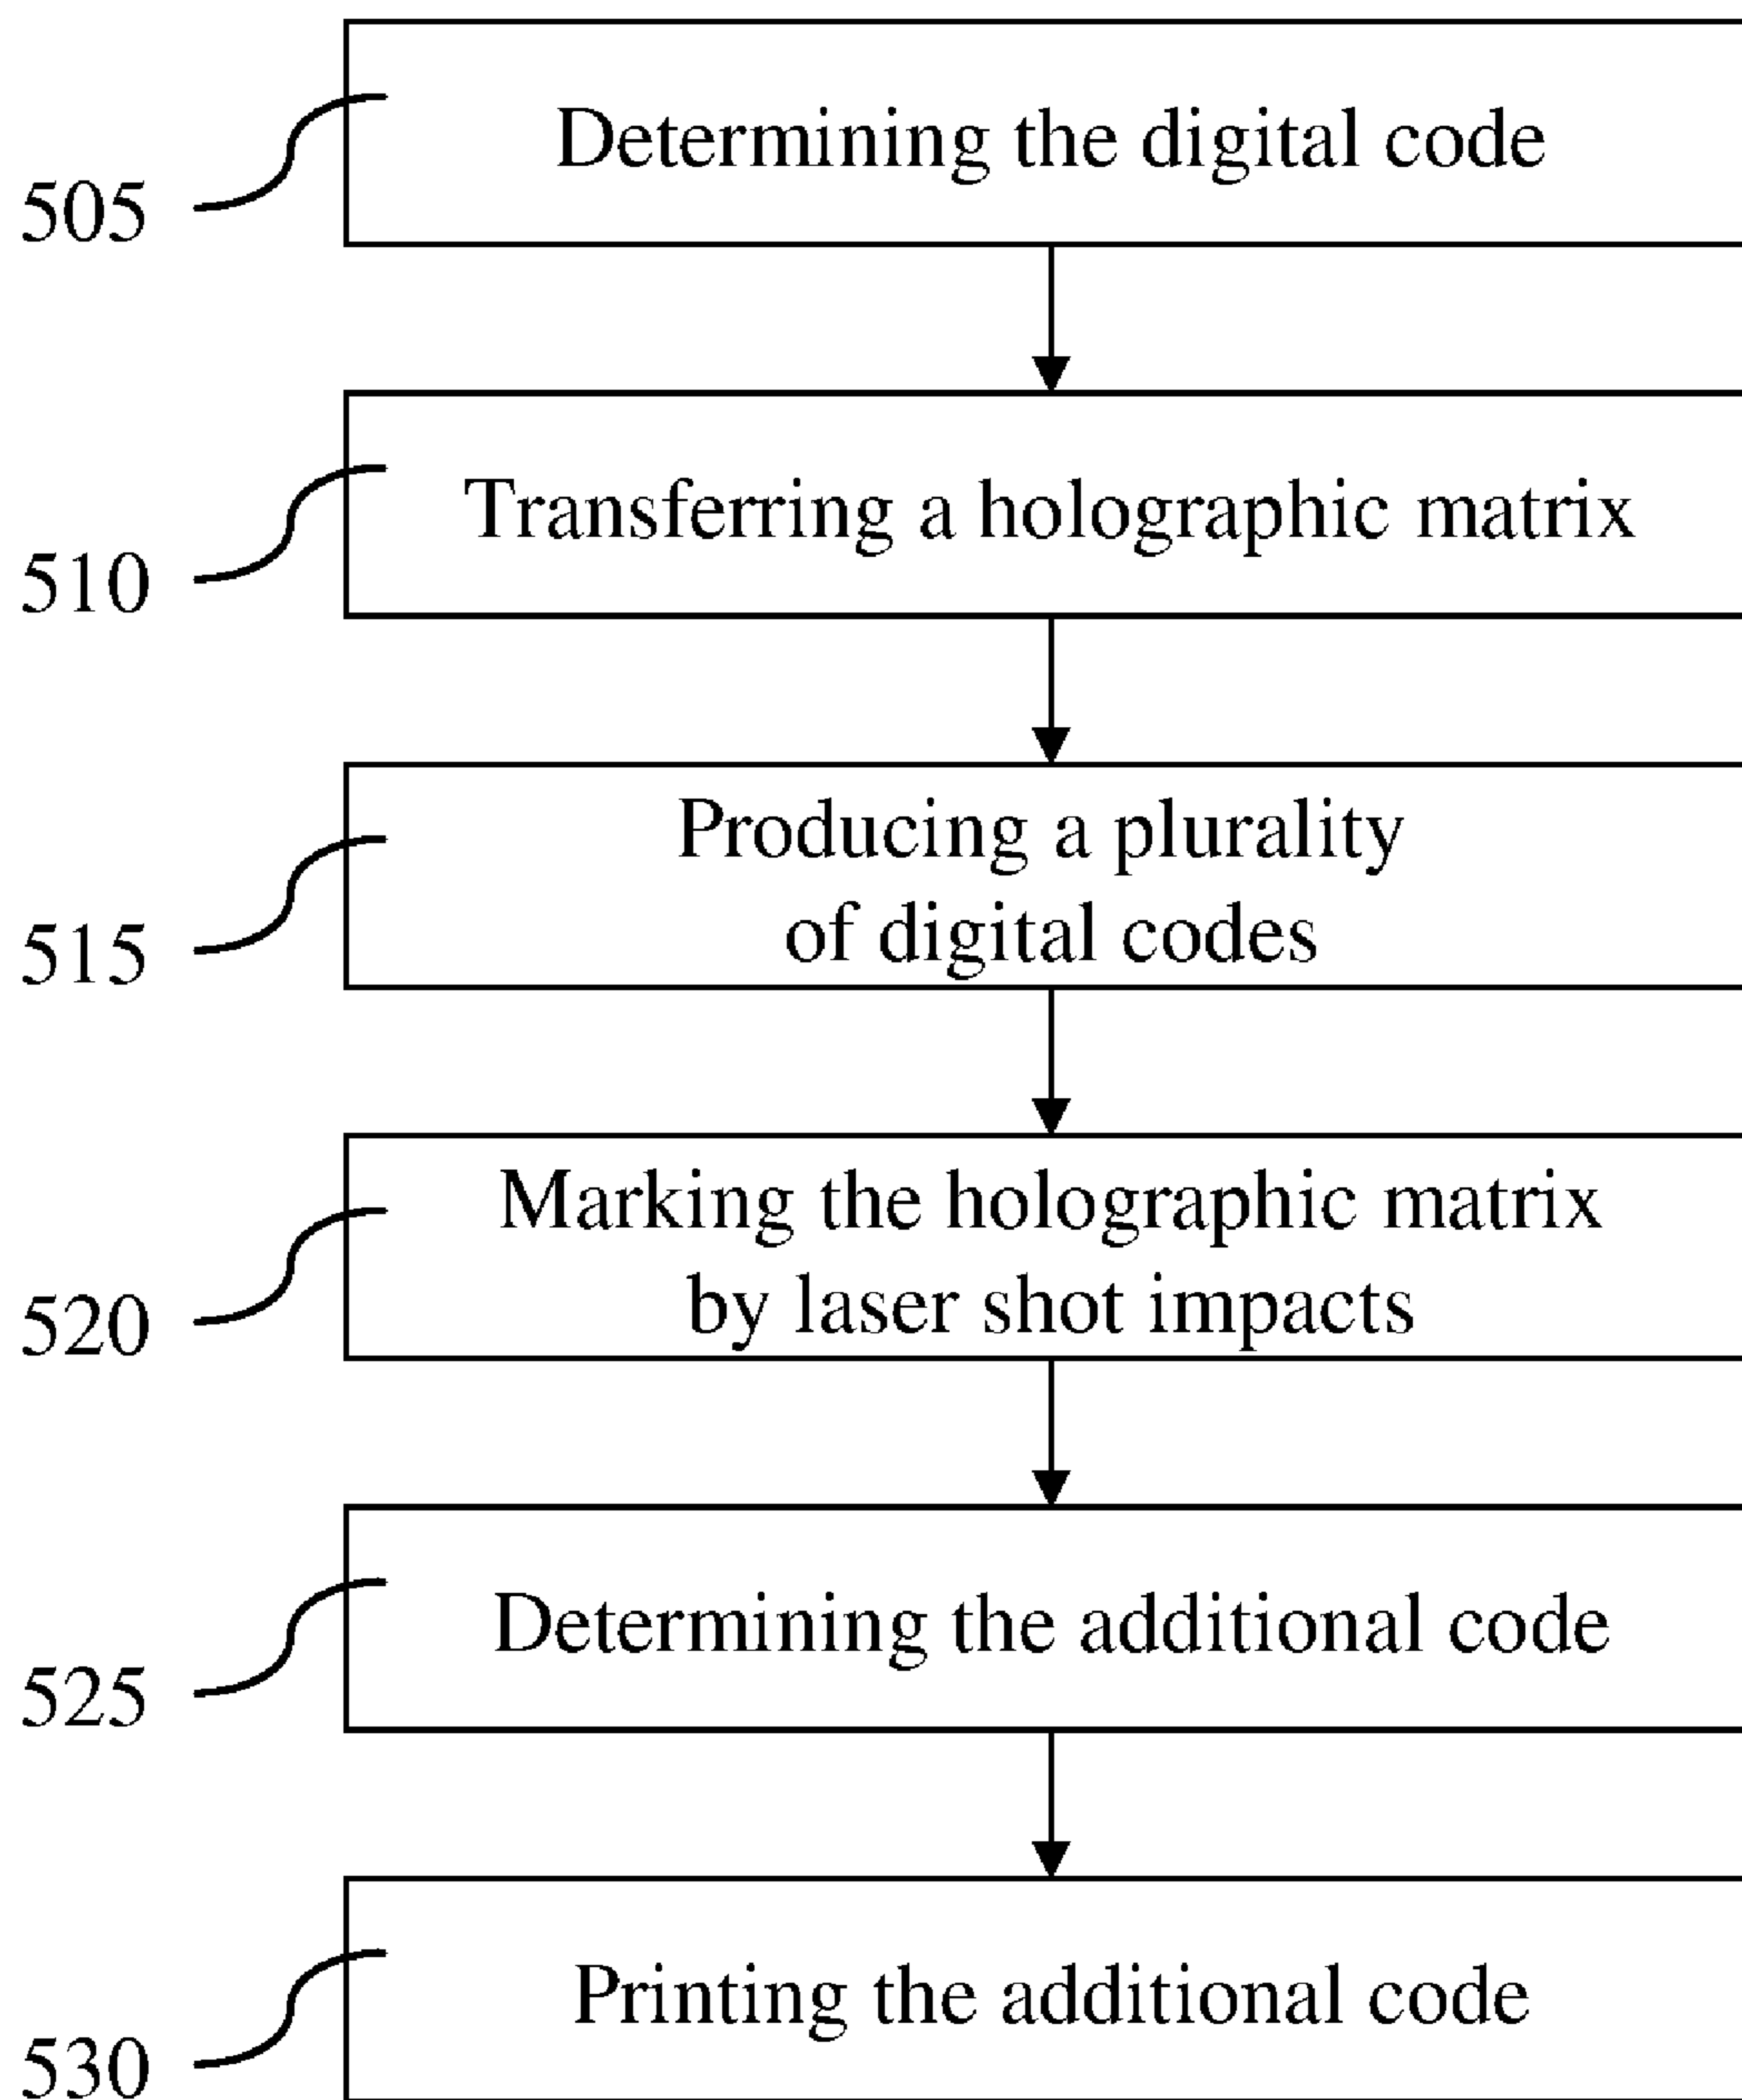 Determining the digital code
505
Transferring a holographic matrix
510
Producing a plurality
of digital codes
515
Marking the holographic matrix
by laser shot impacts
520
Determining the additional code
525
Printing the additional code
530